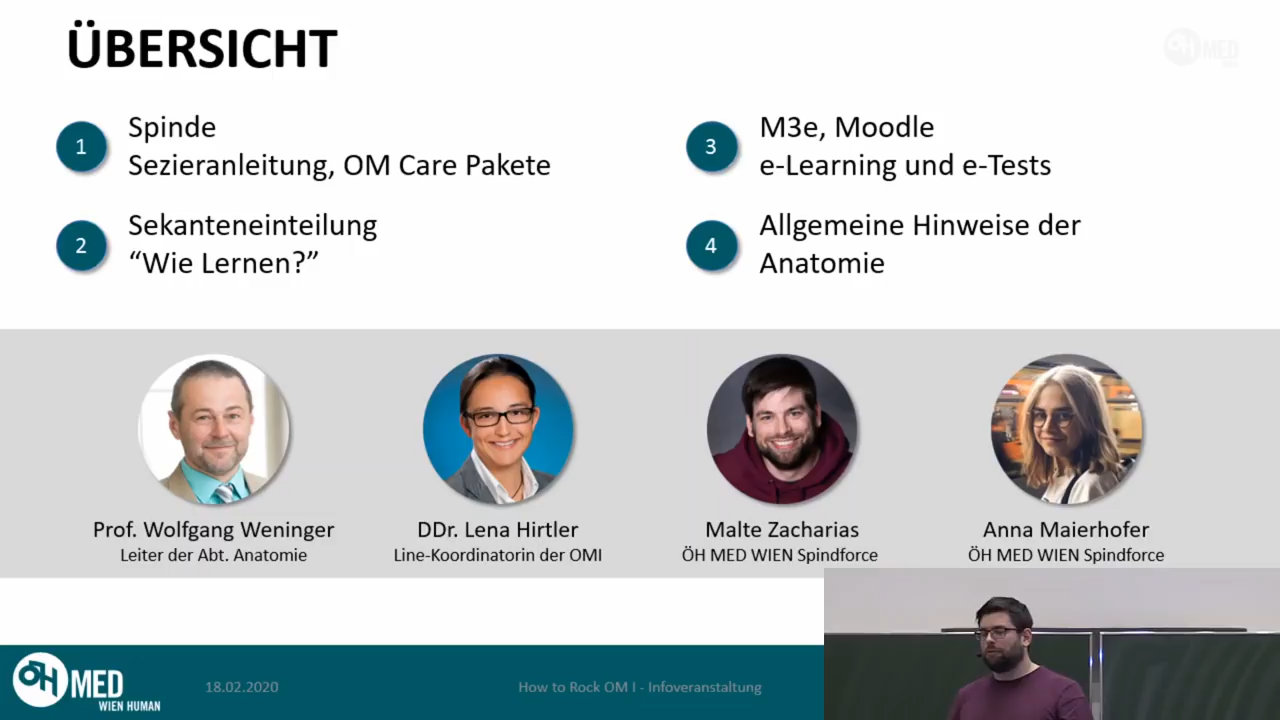 ÜBERSICHT
ÖH MED
1
Spinde
Sezieranleitung, OM Care Pakete
2
Sekanteneinteilung
“Wie Lernen?”
3
M3e, Moodle
e-Learning und e-Tests
4
Allgemeine Hinweise der
Anatomie
Prof. Wolfgang Weninger
Leiter der Abt. Anatomie
DDr. Lena Hirtler
Line-Koordinatorin der OMI
Malte Zacharias
ÖH MED WIEN Spindforce
Anna Maierhofer
ÖH MED WIEN Spindforce
ÖH MED
WIEN HUMAN
18.02.2020
How to Rock OM I - Infoveranstaltung